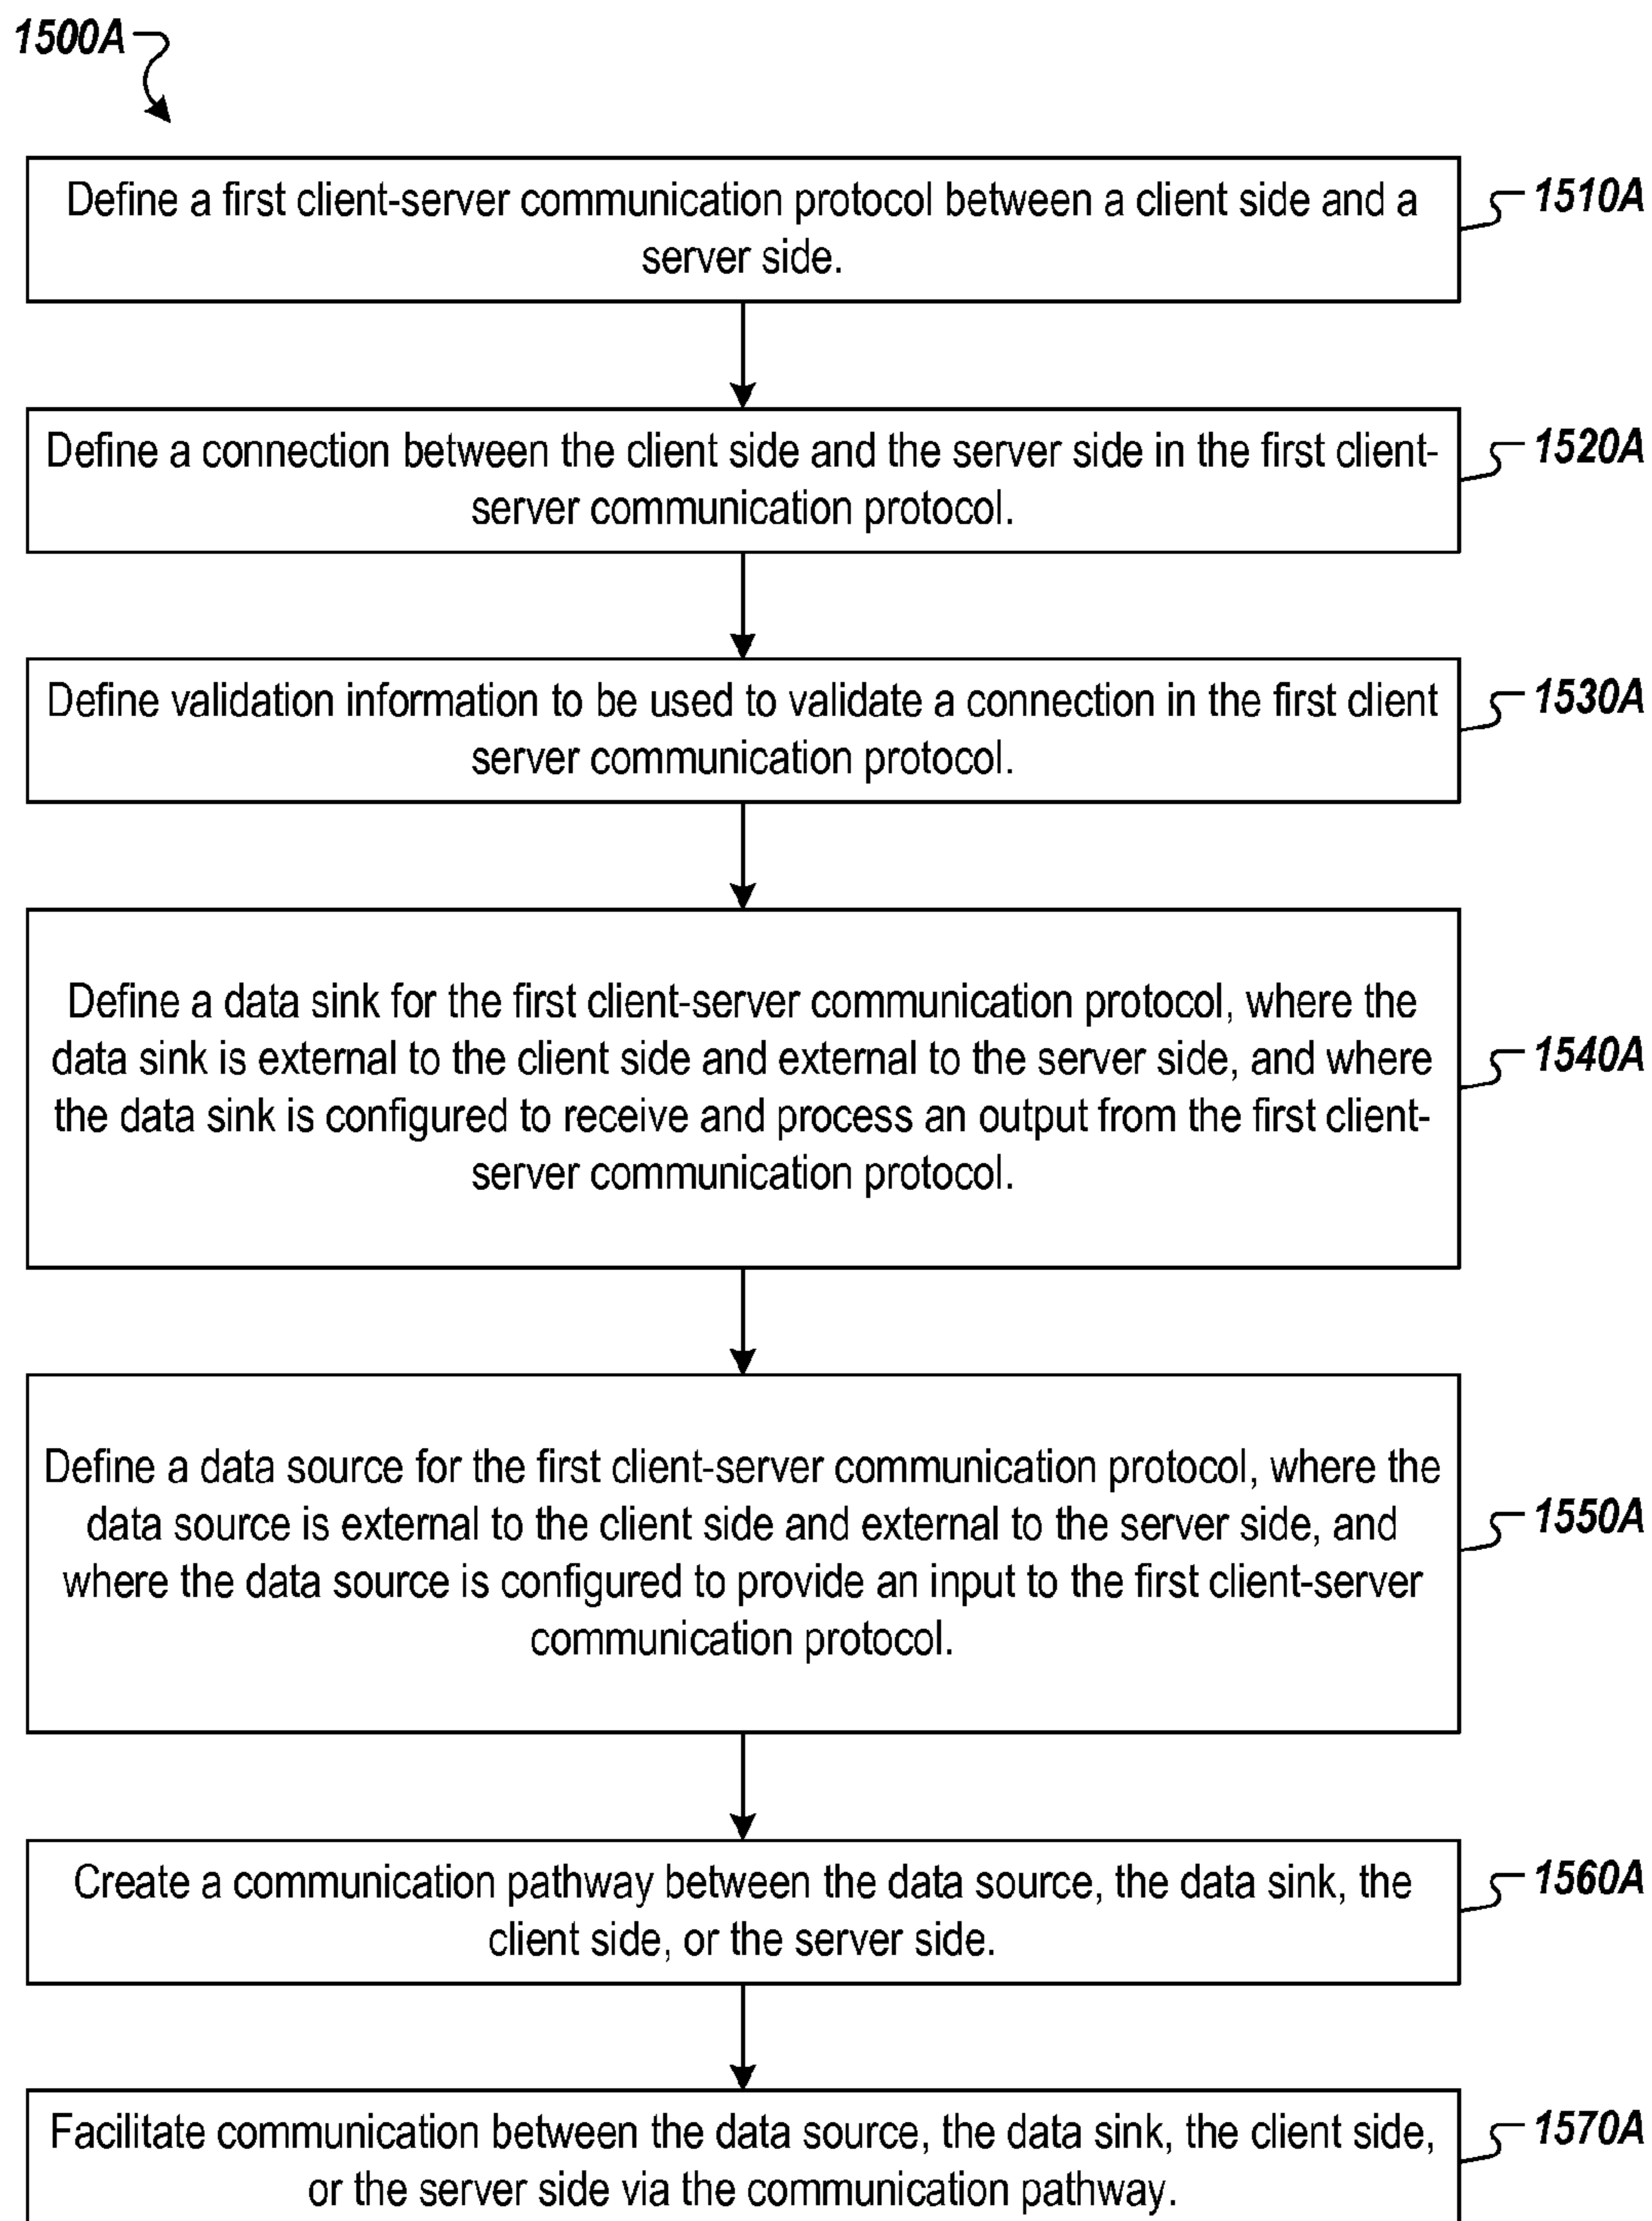 1500A
Define a first client-server communication protocol between a client side and a
server side.
1510A
Define a connection between the client side and the server side in the first client-
server communication protocol.
1520A
Define validation information to be used to validate a connection in the first client
server communication protocol.
1530A
Define a data sink for the first client-server communication protocol, where the
data sink is external to the client side and external to the server side, and where
the data sink is configured to receive and process an output from the first client-
server communication protocol.
1540A
Define a data source for the first client-server communication protocol, where the
data source is external to the client side and external to the server side, and
where the data source is configured to provide an input to the first client-server
communication protocol.
1550A
Create a communication pathway between the data source, the data sink, the
client side, or the server side.
1560A
Facilitate communication between the data source, the data sink, the client side,
or the server side via the communication pathway.
1570A